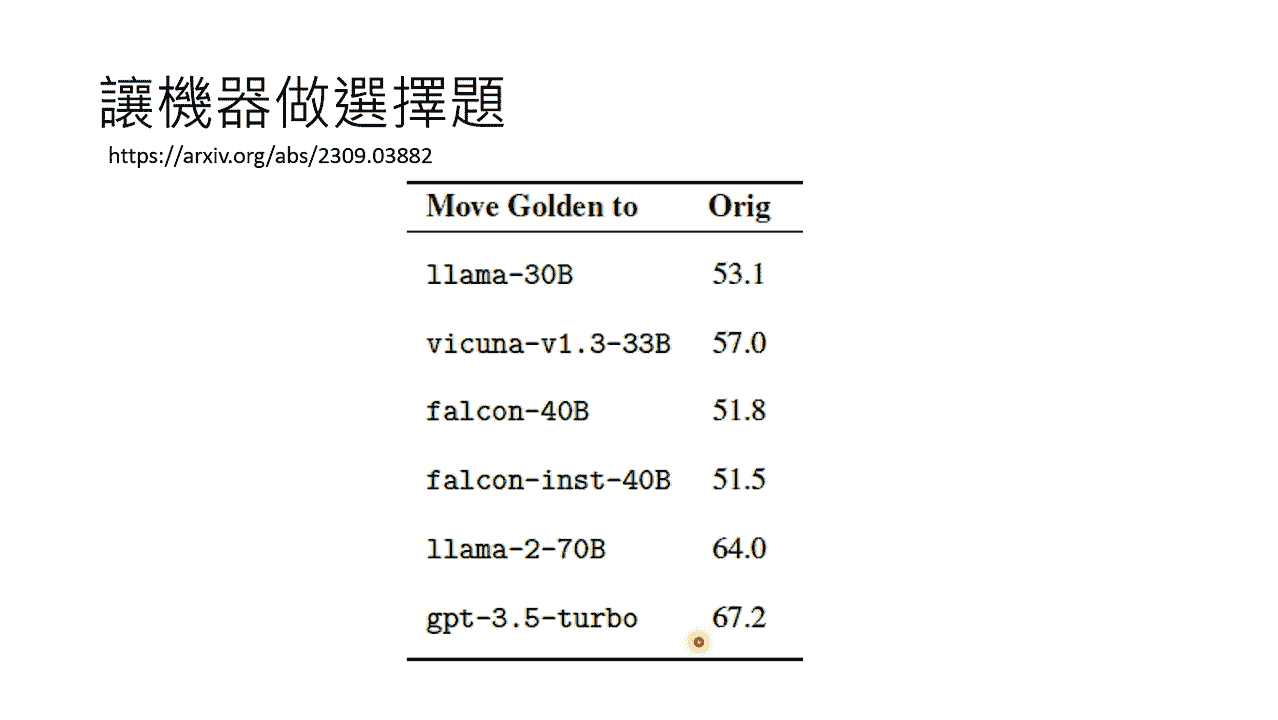 讓機器做選擇題
https://arxiv.org/abs/2309.03882
Move Golden to Orig
llama-30B 53.1
vicuna-v1.3-33B 57.0
falcon-40B 51.8
falcon-inst-40B 51.5
llama-2-70B 64.0
gpt-3.5-turbo 67.2